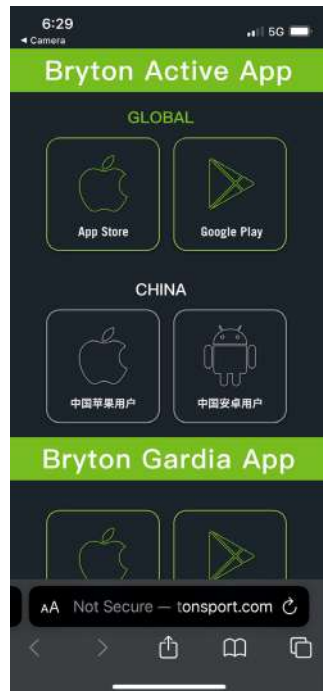 6:29
5G
◄ Camera
Bryton Active App
GLOBAL
App Store
Google Play
CHINA
中国苹果用户
中国安卓用户
Bryton Gardia App
AA Not Secure — tonsport.com